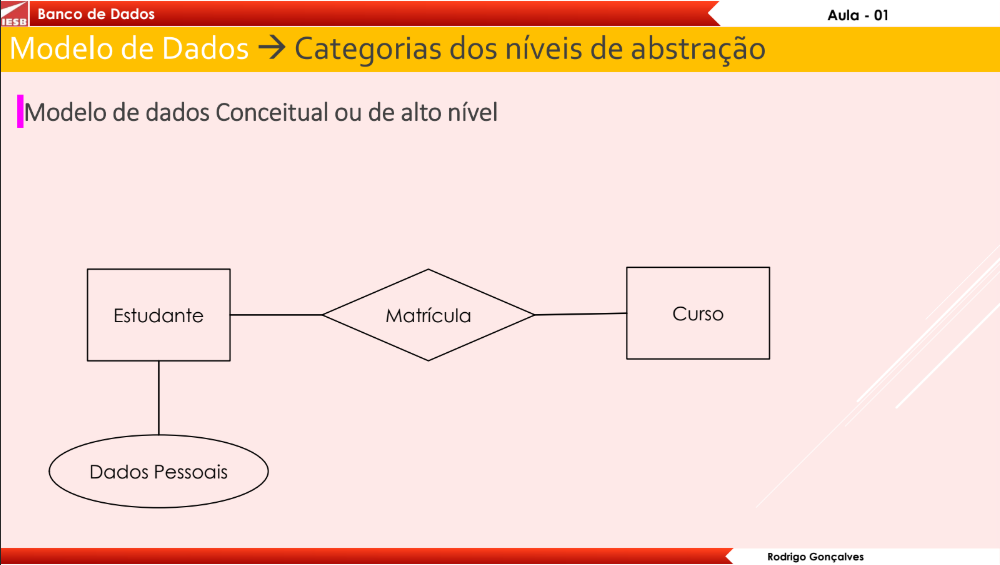 IESB
Banco de Dados
Aula - 01
Modelo de Dados → Categorias dos níveis de abstração
Modelo de dados Conceitual ou de alto nível
Estudante
Matrícula
Curso
Dados Pessoais
Rodrigo Gonçalves